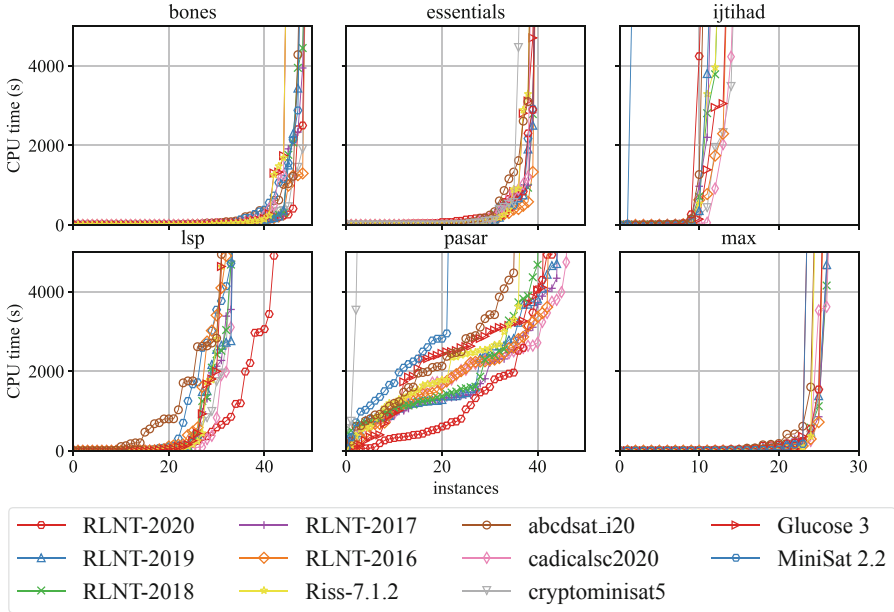 bones
essentials
ijtihad
CPU time (s)
4000
2000
0
lsp
pasar
max
CPU time (s)
4000
2000
0
0
20
40
0
20
40
0
10
20
30
instances
RLNT-2020
RLNT-2017
abcdsat_i20
Glucose 3
RLNT-2019
RLNT-2016
cadicalsc2020
MiniSat 2.2
RLNT-2018
Riss-7.1.2
cryptominisat5